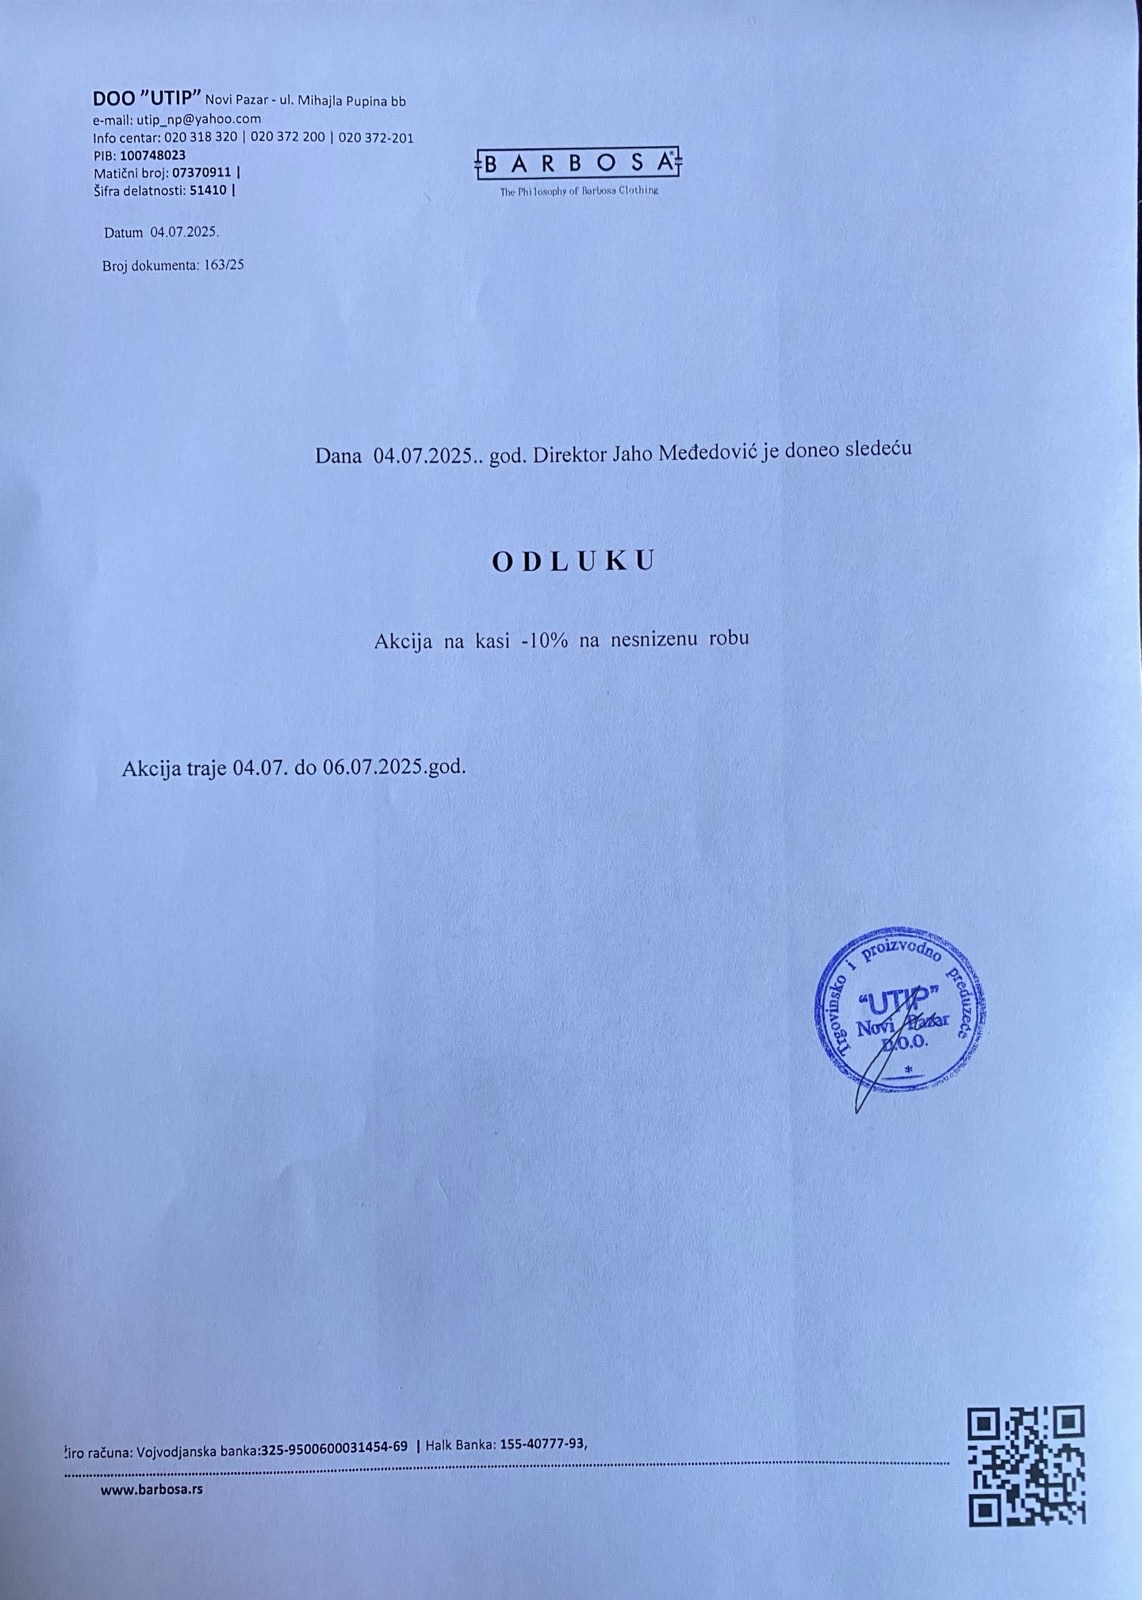 DOO "UTIP" Novi Pazar - ul. Mihajla Pupina bb
e-mail: utip_np@yahoo.com
Info centar: 020 318 320 | 020 372 200 | 020 372-201
PIB: 100748023
Matični broj: 07370911 |
Šifra delatnosti: 51410 |
BARBOSA
The Philosophy of Barbosa Clothing
Datum 04.07.2025.
Broj dokumenta: 163/25
Dana 04.07.2025.. god. Direktor Jaho Međedović je doneo sledeću
ODLUKU
Akcija na kasi -10% na nesnizenu robu
Akcija traje 04.07. do 06.07.2025.god.
Trgovinsko i proizvodno preduzeće
"UTIP"
Novi Pazar
D.O.O.
*
iro računa: Vojvodjanska banka:325-9500600031454-69 | Halk Banka: 155-40777-93,
www.barbosa.rs